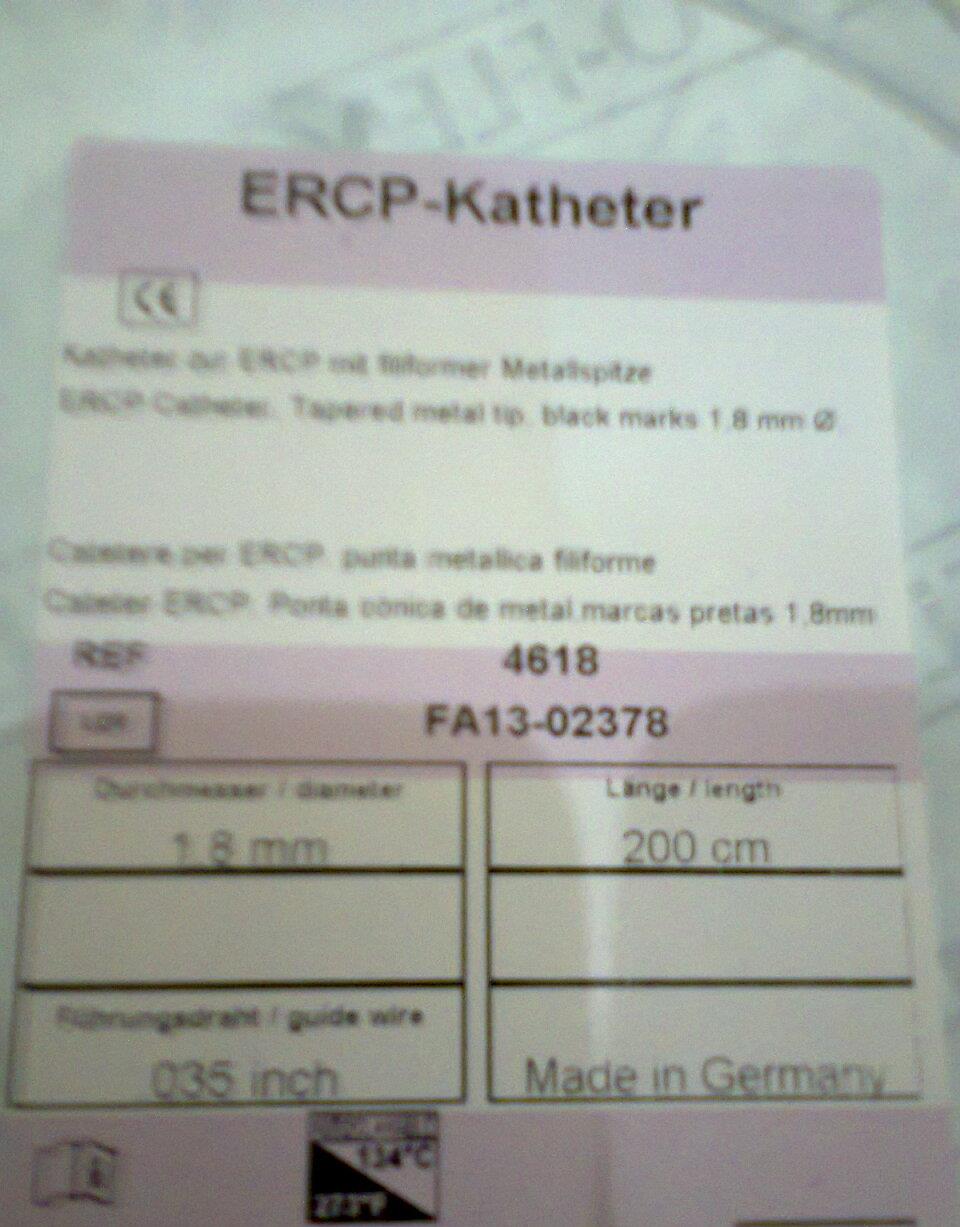 ERCP-Katheter
CE
Katheter zur ERCP mit filiformer Metallspitze
ERCP Catheter. Tapered metal tip, black marks 1,8 mm Ø
Catetere per ERCP. punta metallica filiforme
Cateter ERCP. Ponta cônica de metal,marcas pretas 1,8mm
REF 4618
LOT FA13-02378
Durchmesser / diameter Länge / length
1,8 mm 200 cm
Führungsdraht / guide wire
035 inch Made in Germany
134°C
273°F